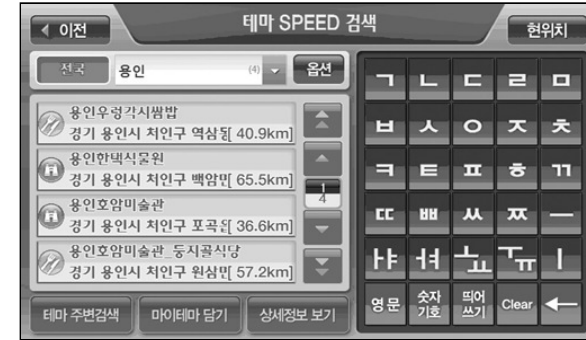 이전 테마 SPEED 검색 현위치
전국 용인 (4) 옵션
용인우렁각시쌈밥
경기 용인시 처인구 역삼동[ 40.9km]
용인한택식물원
경기 용인시 처인구 백암면[ 65.5km]
용인호암미술관
경기 용인시 처인구 포곡읍[ 36.6km]
용인호암미술관_둥지골식당
경기 용인시 처인구 원삼면[ 57.2km]
1
4
테마 주변검색 마이테마 담기 상세정보 보기
ㄱ ㄴ ㄷ ㄹ ㅁ
ㅂ ㅅ ㅇ ㅈ ㅊ
ㅋ ㅌ ㅍ ㅎ ㄲ
ㄸ ㅃ ㅆ ㅉ ㅡ
ㅏㅑ ㅓㅕ ㅗㅛ ㅜㅠ ㅣ
영문 숫자 기호 띄어 쓰기 Clear ←